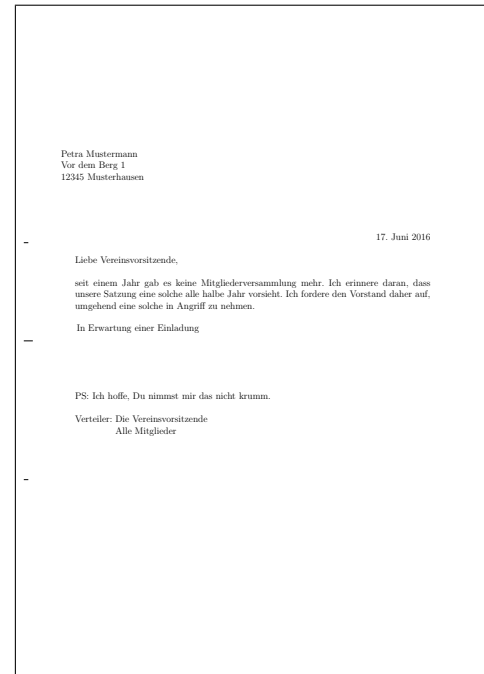 Petra Mustermann
Vor dem Berg 1
12345 Musterhausen
17. Juni 2016
Liebe Vereinsvorsitzende,
seit einem Jahr gab es keine Mitgliederversammlung mehr. Ich erinnere daran, dass
unsere Satzung eine solche alle halbe Jahr vorsieht. Ich fordere den Vorstand daher auf,
umgehend eine solche in Angriff zu nehmen.
In Erwartung einer Einladung
PS: Ich hoffe, Du nimmst mir das nicht krumm.
Verteiler: Die Vereinsvorsitzende
Alle Mitglieder